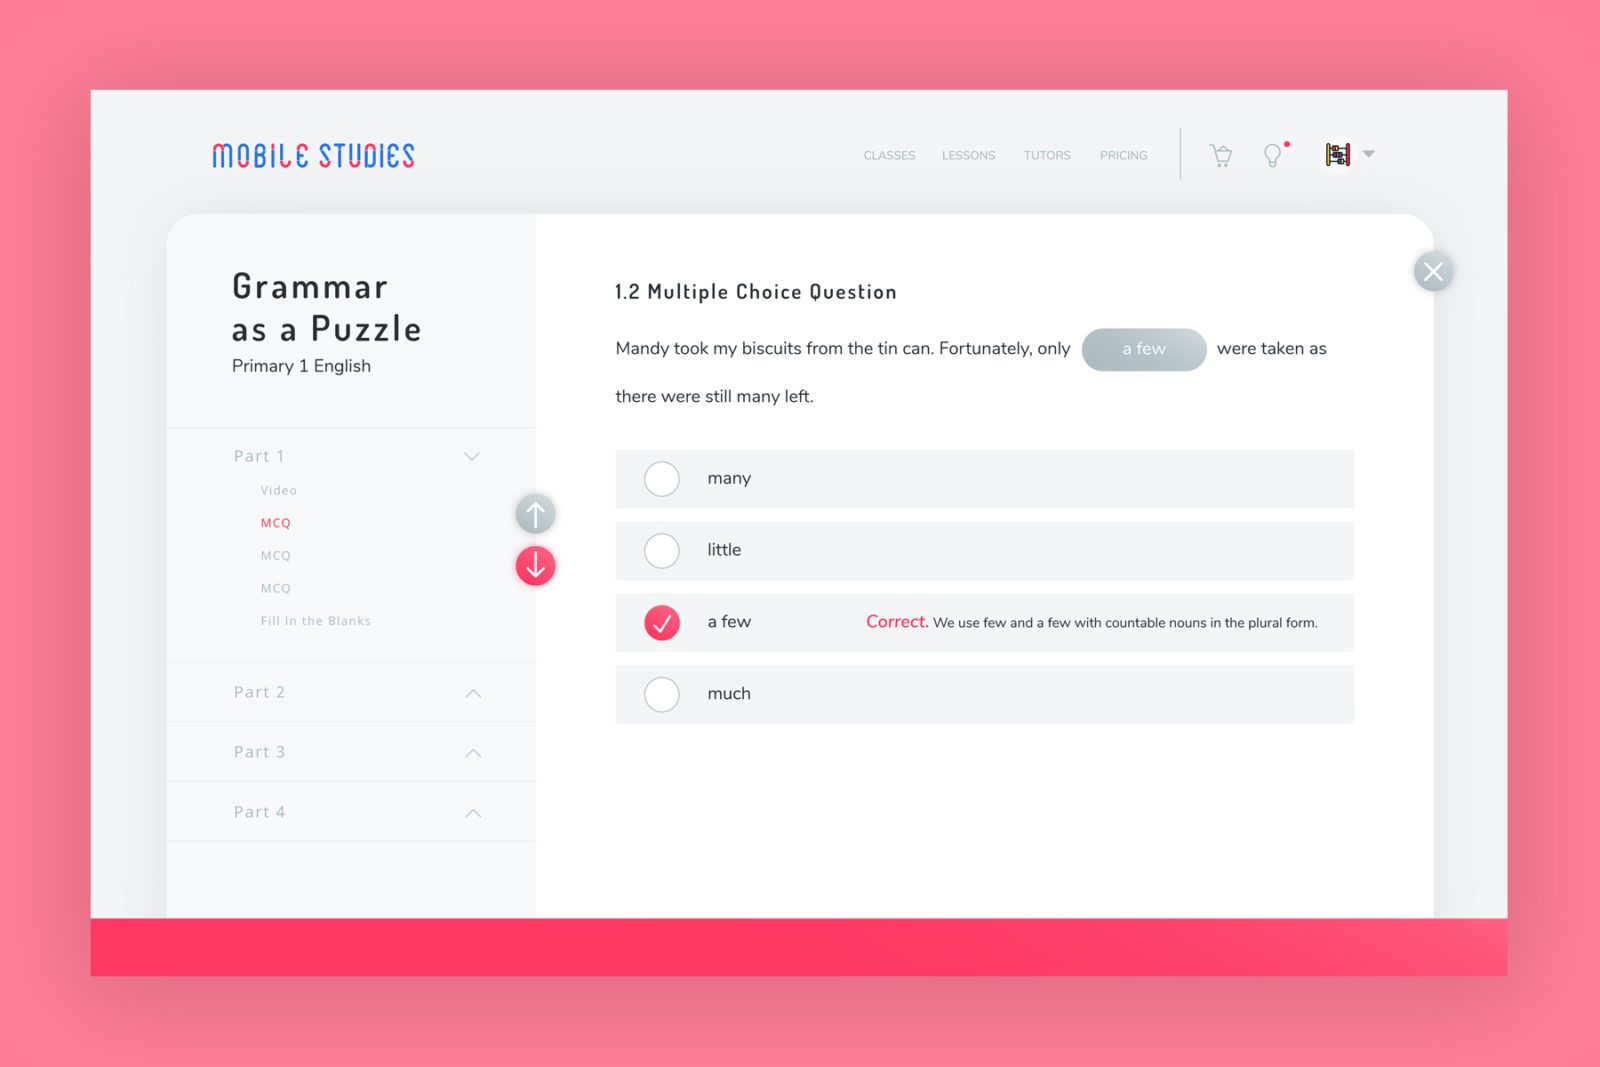 MOBILE STUDIES
CLASSES
LESSONS
TUTORS
PRICING
Grammar
as a Puzzle
Primary 1 English
Part 1
Video
MCQ
MCQ
MCQ
Fill in the Blanks
Part 2
Part 3
Part 4
1.2 Multiple Choice Question
Mandy took my biscuits from the tin can. Fortunately, only a few were taken as
there were still many left.
many
little
a few Correct. We use few and a few with countable nouns in the plural form.
much